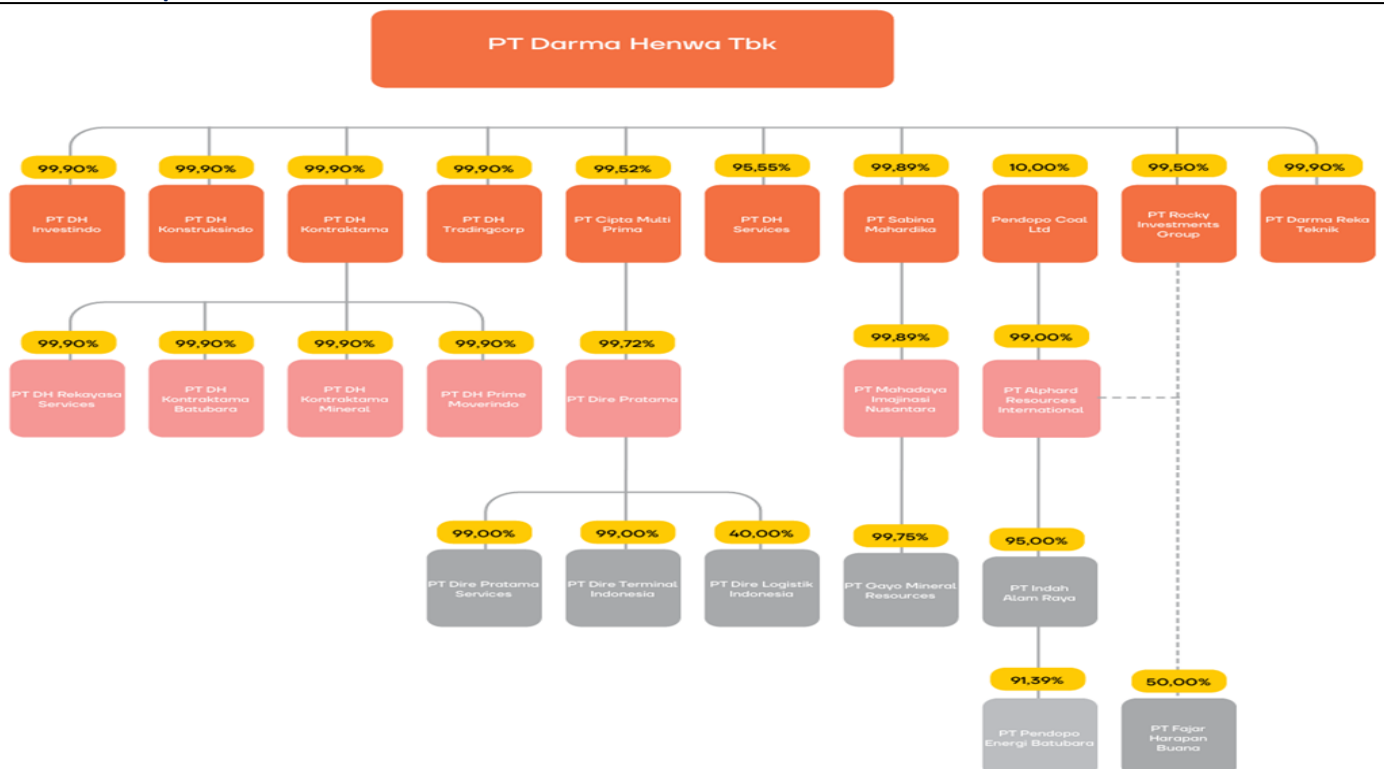 PT Darma Henwa Tbk
99,90%
99,90%
99,90%
99,90%
99,52%
95,55%
99,89%
10,00%
99,50%
99,90%
PT DH
Investindo
PT DH
Konstruksindo
PT DH
Kontraktama
PT DH
Tradingcorp
PT Cipta Multi
Prima
PT DH
Services
PT Sabina
Mahardika
Pendopo Coal
Ltd
PT Rocky
Investments
Group
PT Darma Reka
Teknik
99,90%
99,90%
99,90%
99,90%
99,72%
99,89%
99,00%
PT DH Rekayasa
Services
PT DH
Kontraktama
Batubara
PT DH
Kontraktama
Mineral
PT DH Prime
Moverindo
PT Dire Pratama
PT Mahadaya
Imajinasi
Nusantara
PT Alphard
Resources
International
99,00%
99,00%
40,00%
99,75%
95,00%
PT Dire Pratama
Services
PT Dire Terminal
Indonesia
PT Dire Logistik
Indonesia
PT Gayo Mineral
Resources
PT Indah
Alam Raya
91,39%
50,00%
PT Pendopo
Energi Batubara
PT Fajar
Harapan
Buana